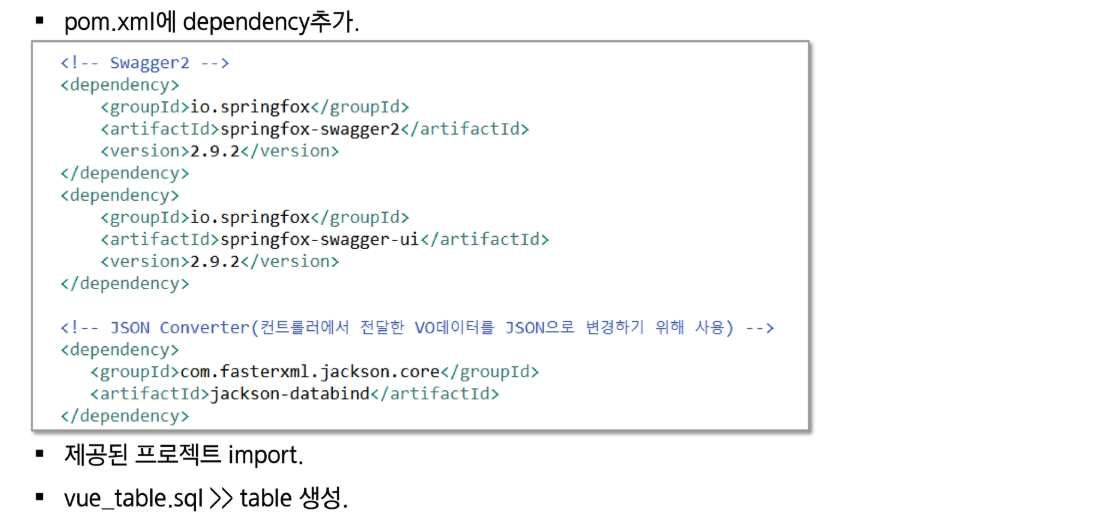 ▪ pom.xml에 dependency추가.
<!-- Swagger2 -->
<dependency>
    <groupId>io.springfox</groupId>
    <artifactId>springfox-swagger2</artifactId>
    <version>2.9.2</version>
</dependency>
<dependency>
    <groupId>io.springfox</groupId>
    <artifactId>springfox-swagger-ui</artifactId>
    <version>2.9.2</version>
</dependency>
<!-- JSON Converter(컨트롤러에서 전달한 VO데이터를 JSON으로 변경하기 위해 사용) -->
<dependency>
   <groupId>com.fasterxml.jackson.core</groupId>
   <artifactId>jackson-databind</artifactId>
</dependency>
▪ 제공된 프로젝트 import.
▪ vue_table.sql >> table 생성.